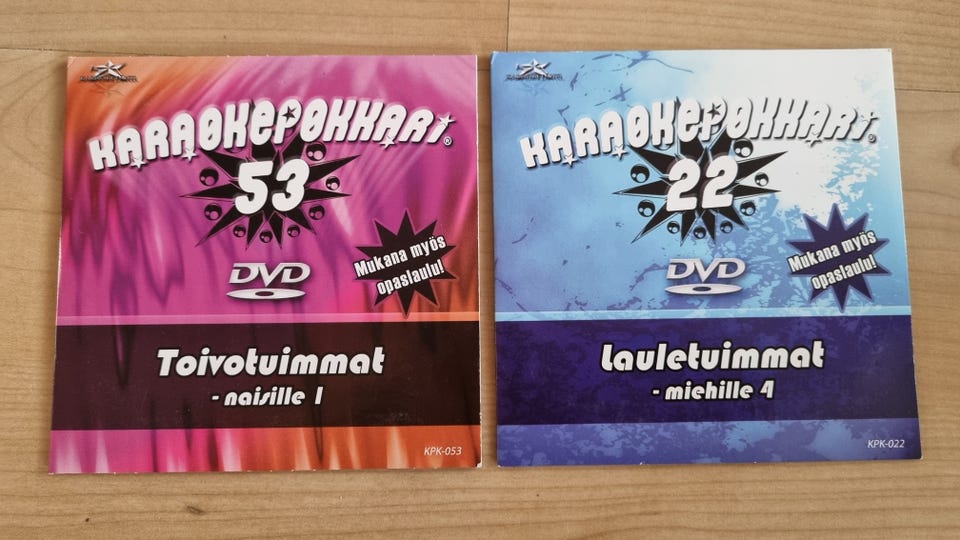 KARAOKEPOKKARI®
53
DVD
Mukana myös
opaslaulu!
Toivotuimmat
- naisille 1
KPK-053
KARAOKEPOKKARI®
22
DVD
Mukana myös
opaslaulu!
Lauletuimmat
- miehille 4
KPK-022